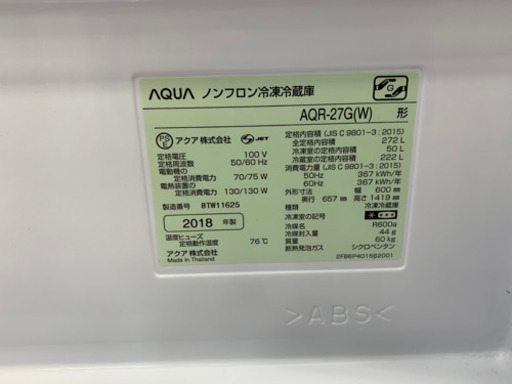 AQUA ノンフロン冷凍冷蔵庫
AQR-27G(W) 形
PS E アクア株式会社 JET
定格電圧 100 V
定格周波数 50/60 Hz
電動機の定格消費電力 70/75 W
電熱装置の定格消費電力 130/130 W
製造番号 8TW11625
2018 年製
温度ヒューズ定格動作温度 76℃
アクア株式会社
Made in Thailand
定格内容積 (JIS C 9801-3:2015)
全定格内容積 272 L
冷凍室の定格内容積 50 L
冷蔵室の定格内容積 222 L
消費電力量 (JIS C 9801-3:2015)
50Hz 367 kWh/年
60Hz 367 kWh/年
外形寸法 幅 600 mm
奥行 657 mm 高さ 1419 mm
種類 冷凍冷蔵庫
冷凍室の記号
冷媒名 R600a
冷媒封入量 44 g
質量 60 kg
断熱発泡ガス シクロペンタン
2FB6P401562001
>ABS<